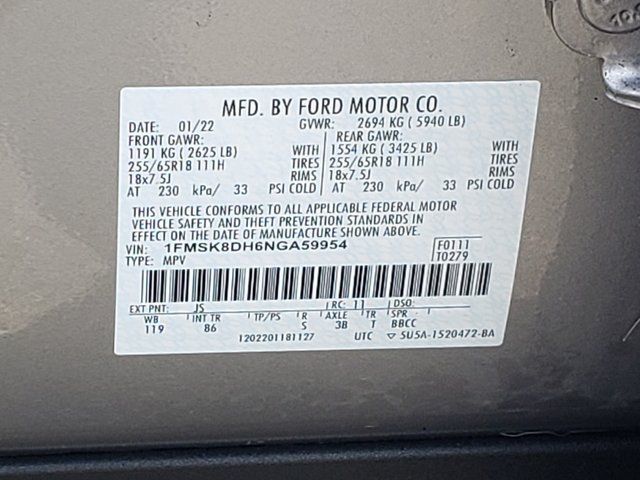 MFD. BY FORD MOTOR CO.
DATE: 01/22 GVWR: 2694 KG ( 5940 LB)
FRONT GAWR: REAR GAWR:
1191 KG ( 2625 LB) WITH 1554 KG ( 3425 LB) WITH
255/65R18 111H TIRES 255/65R18 111H TIRES
18x7.5J RIMS 18x7.5J RIMS
AT 230 kPa/ 33 PSI COLD AT 230 kPa/ 33 PSI COLD
THIS VEHICLE CONFORMS TO ALL APPLICABLE FEDERAL MOTOR
VEHICLE SAFETY AND THEFT PREVENTION STANDARDS IN
EFFECT ON THE DATE OF MANUFACTURE SHOWN ABOVE.
VIN: 1FMSK8DH6NGA59954 F0111
TYPE: MPV T0279
EXT PNT: JS RC: 11 DSO:
WB INT TR TP/PS R AXLE TR SPR
119 86 S 3B T BBCC
1202201181127 UTC ▽ 5U5A-1520472-BA